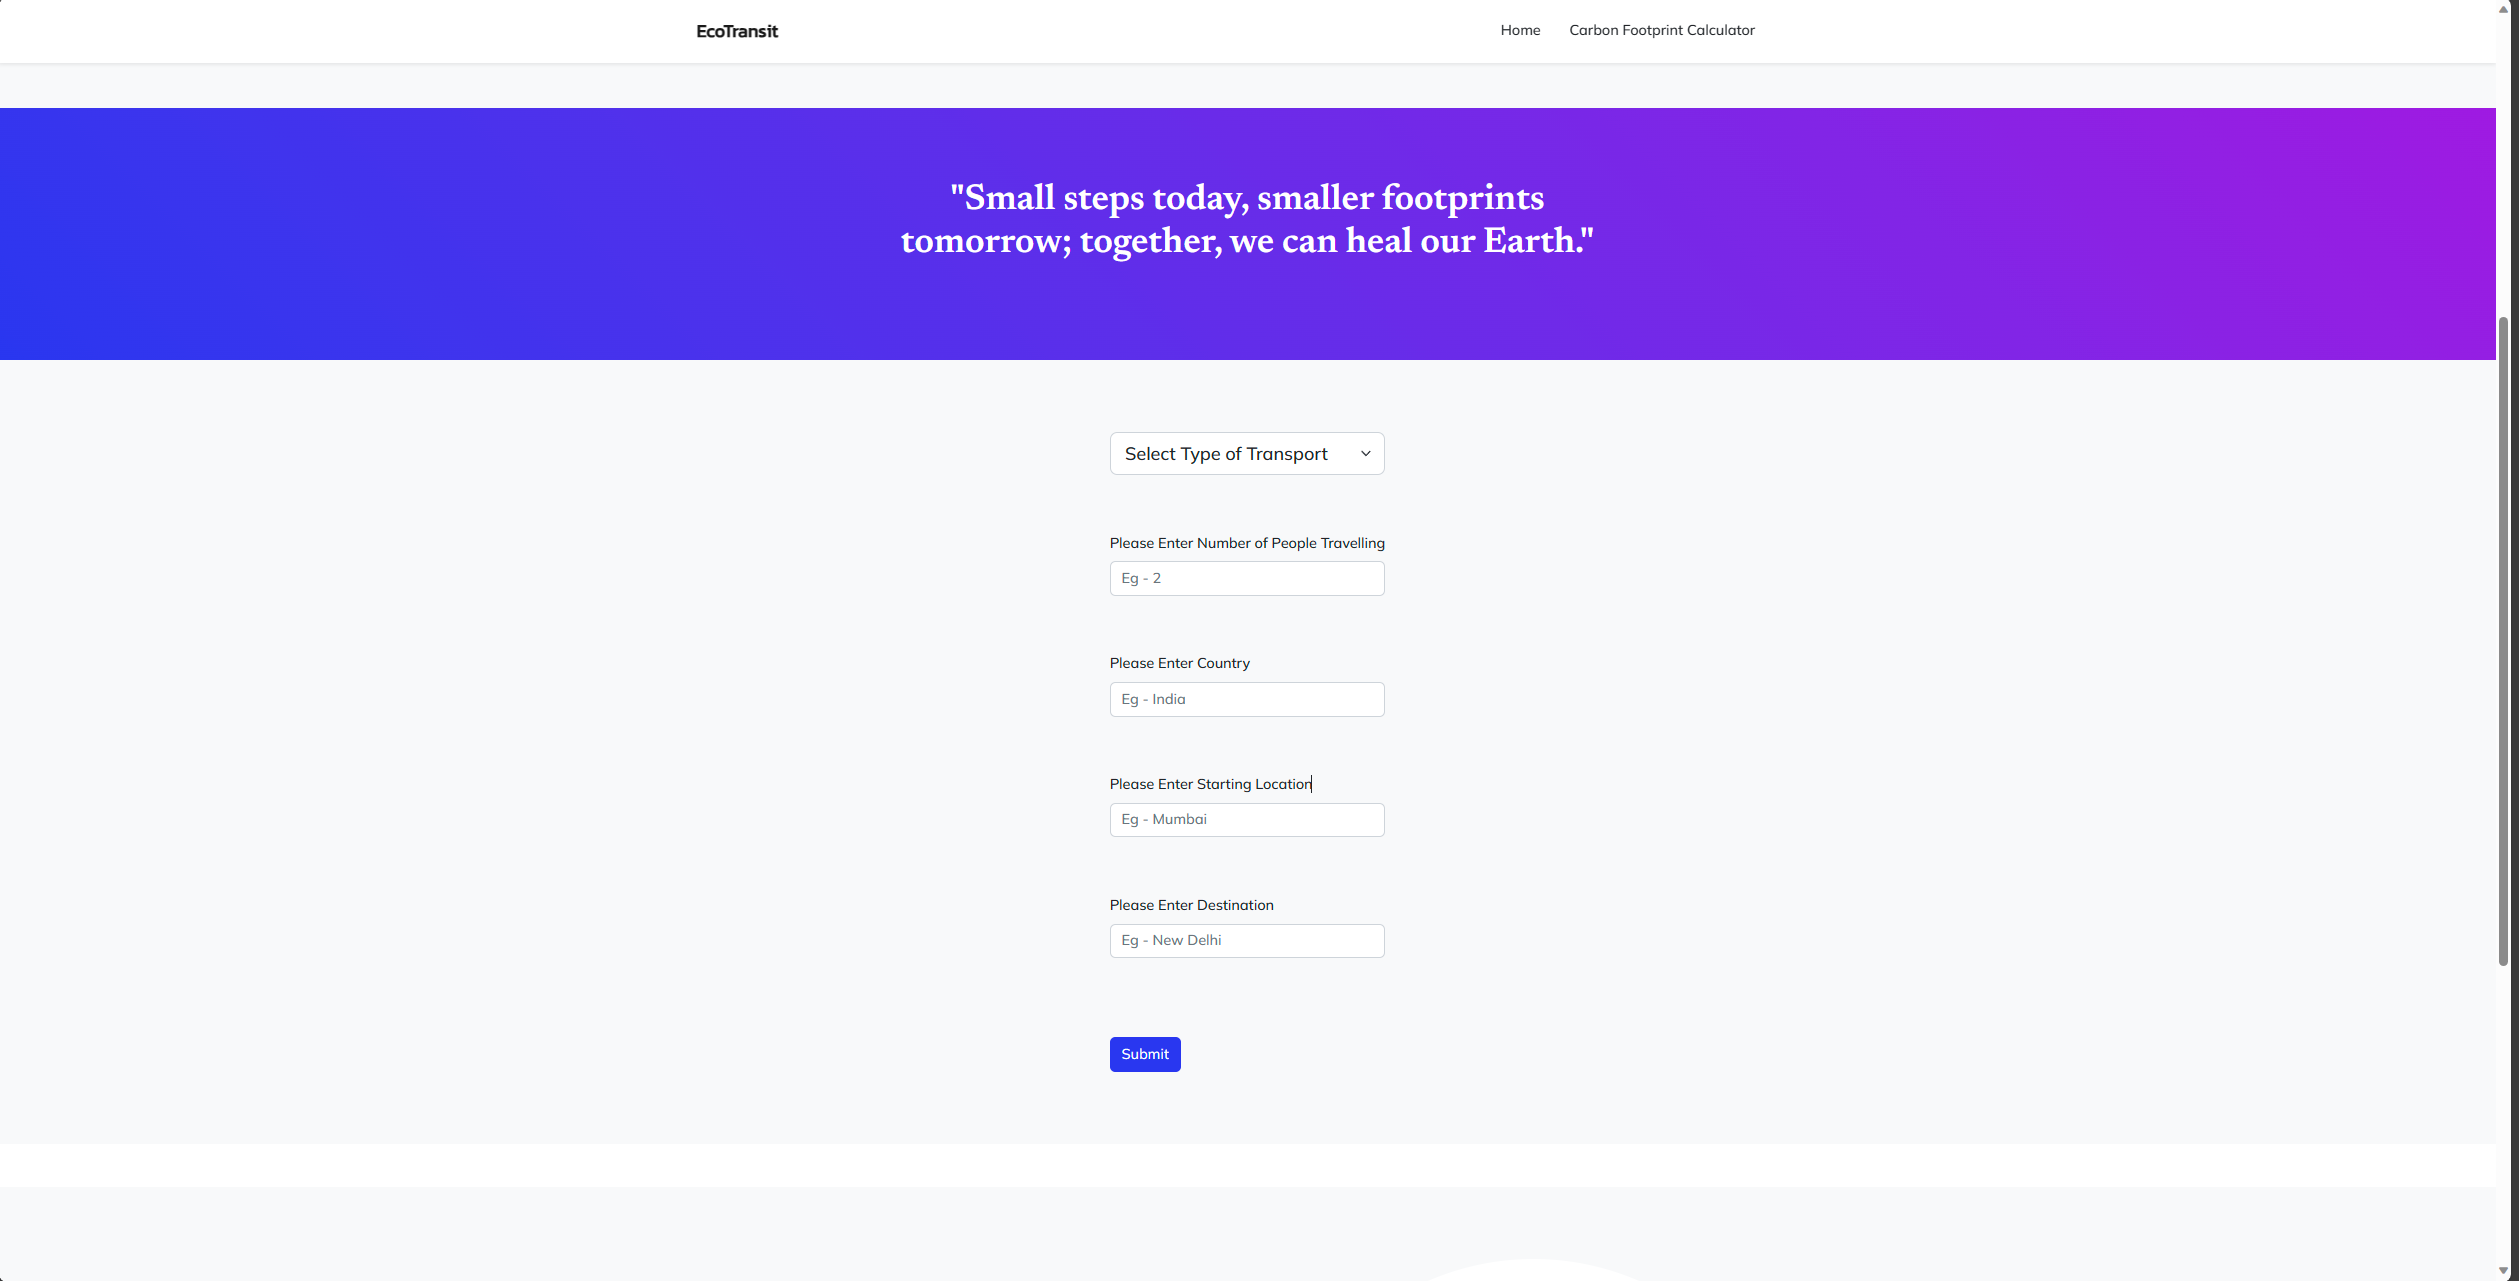 EcoTransit
Home
Carbon Footprint Calculator
"Small steps today, smaller footprints
tomorrow; together, we can heal our Earth."
Select Type of Transport
Please Enter Number of People Travelling
Eg - 2
Please Enter Country
Eg - India
Please Enter Starting Location
Eg - Mumbai
Please Enter Destination
Eg - New Delhi
Submit